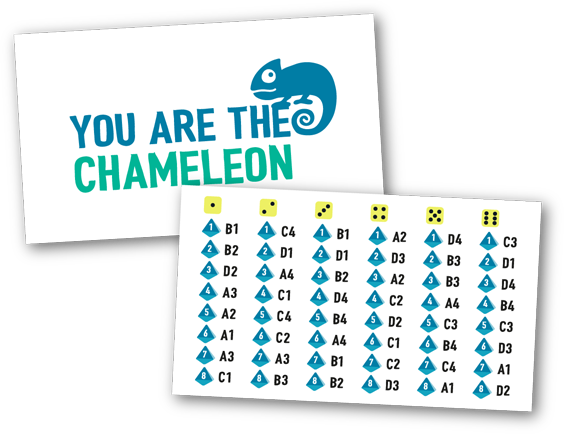 YOU ARE THE
CHAMELEON
1 B1 1 C4 1 B1 1 A2 1 D4 1 C3
2 B2 2 D1 2 D1 2 D3 2 B3 2 D1
3 D2 3 A4 3 B2 3 A2 3 B3 3 D4
4 A3 4 C1 4 D4 4 C2 4 A4 4 B4
5 A2 5 C4 5 B4 5 D2 5 C3 5 C3
6 A1 6 C2 6 A4 6 C1 6 B4 6 D3
7 A3 7 A3 7 B1 7 C2 7 C4 7 A1
8 C1 8 B3 8 B2 8 D3 8 A1 8 D2